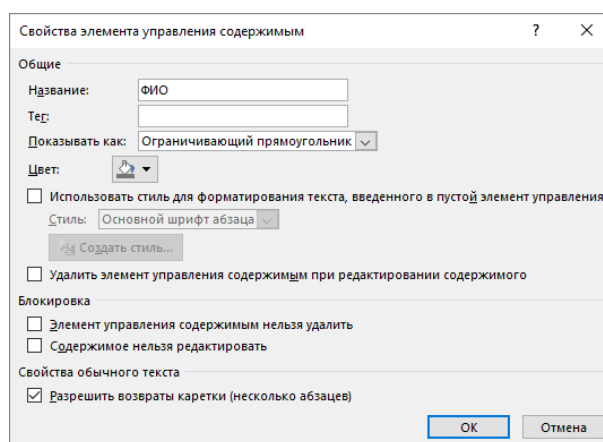 Свойства элемента управления содержимым
Общие
Название: ФИО
Тег:
Показывать как: Ограничивающий прямоугольник
Цвет:
Использовать стиль для форматирования текста, введенного в пустой элемент управления
Стиль: Основной шрифт абзаца
Создать стиль...
Удалить элемент управления содержимым при редактировании содержимого
Блокировка
Элемент управления содержимым нельзя удалить
Содержимое нельзя редактировать
Свойства обычного текста
Разрешить возвраты каретки (несколько абзацев)
ОК Отмена